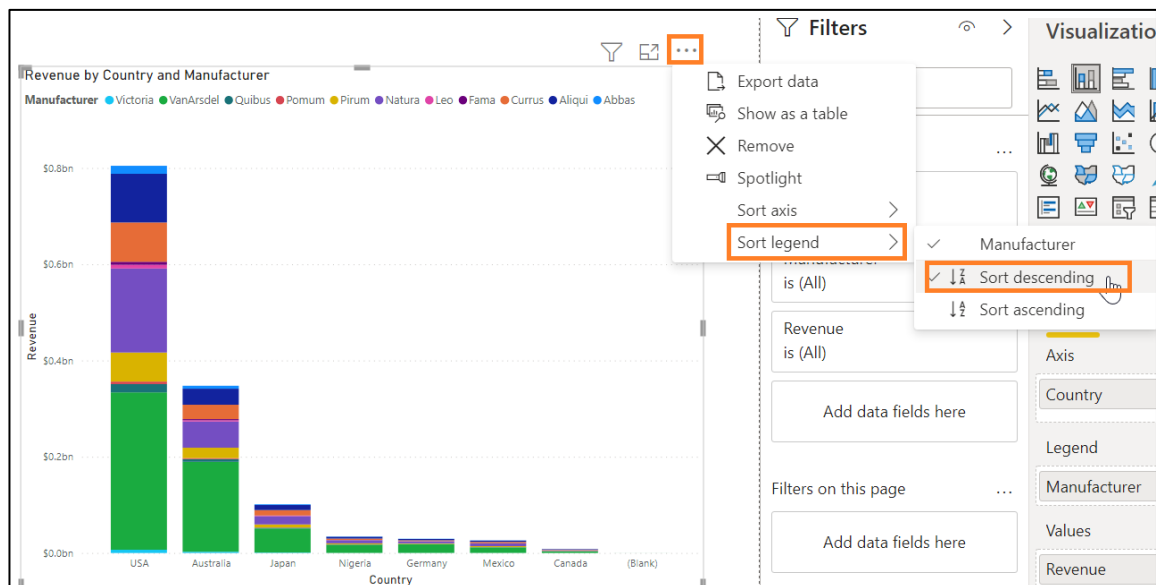 Filters
Visualizatio
Revenue by Country and Manufacturer
Manufacturer Victoria VanArsdel Quibus Pomum Pirum Natura Leo Fama Currus Aliqui Abbas
Export data
Show as a table
Remove
Spotlight
Sort axis
Sort legend
Manufacturer
Sort descending
Sort ascending
is (All)
Revenue
is (All)
Add data fields here
Filters on this page
Add data fields here
Axis
Country
Legend
Manufacturer
Values
Revenue
$0.8bn
$0.6bn
$0.4bn
$0.2bn
$0.0bn
Revenue
USA Australia Japan Nigeria Germany Mexico Canada (Blank)
Country